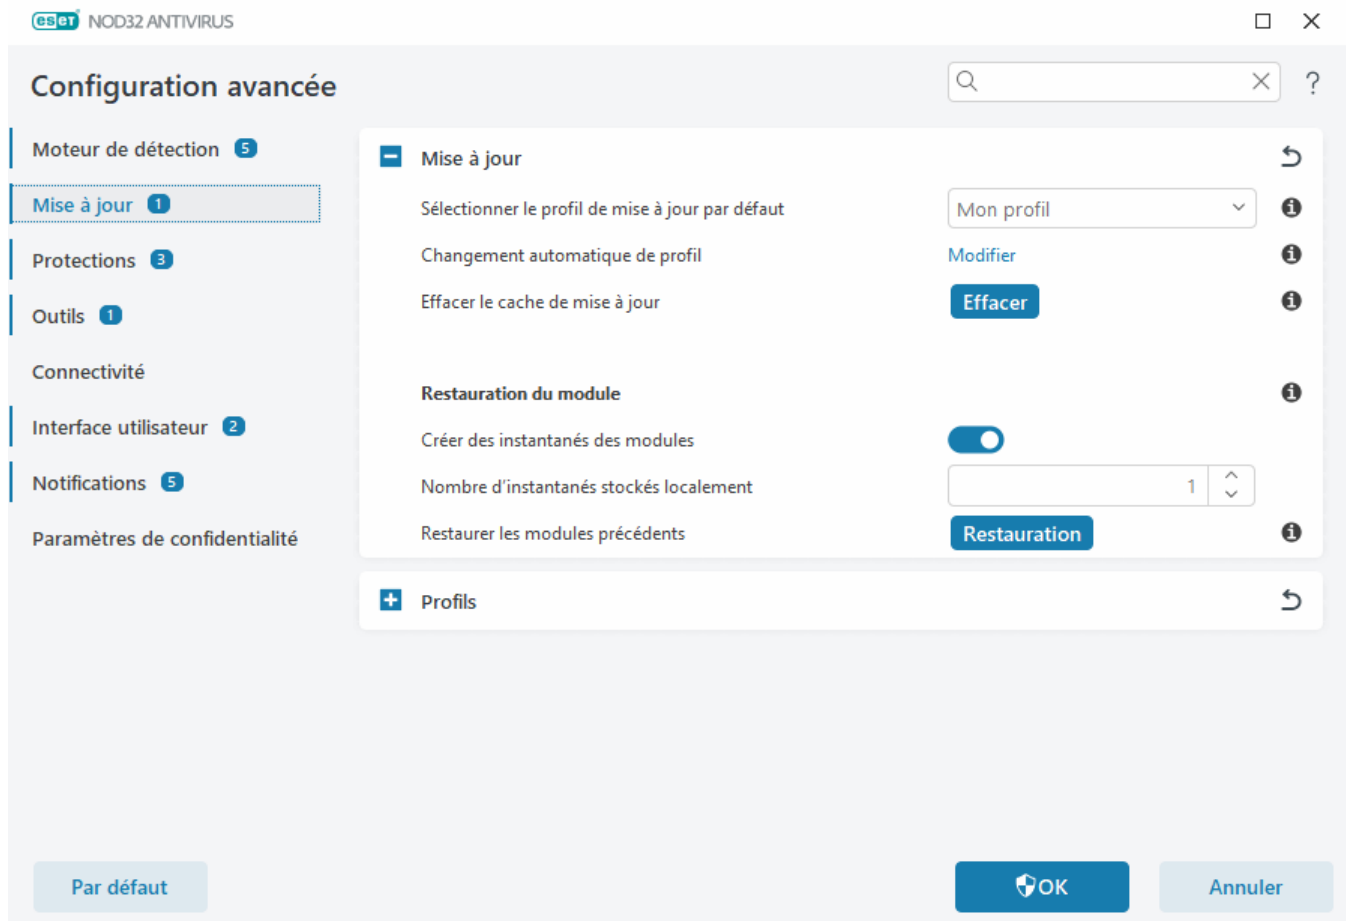 eset NOD32 ANTIVIRUS
Configuration avancée
?
Moteur de détection 5
Mise à jour 1
Protections 3
Outils 1
Connectivité
Interface utilisateur 2
Notifications 5
Paramètres de confidentialité
Mise à jour
Sélectionner le profil de mise à jour par défaut
Mon profil
Changement automatique de profil
Modifier
Effacer le cache de mise à jour
Effacer
Restauration du module
Créer des instantanés des modules
Nombre d'instantanés stockés localement
1
Restaurer les modules précédents
Restauration
Profils
Par défaut
OK
Annuler